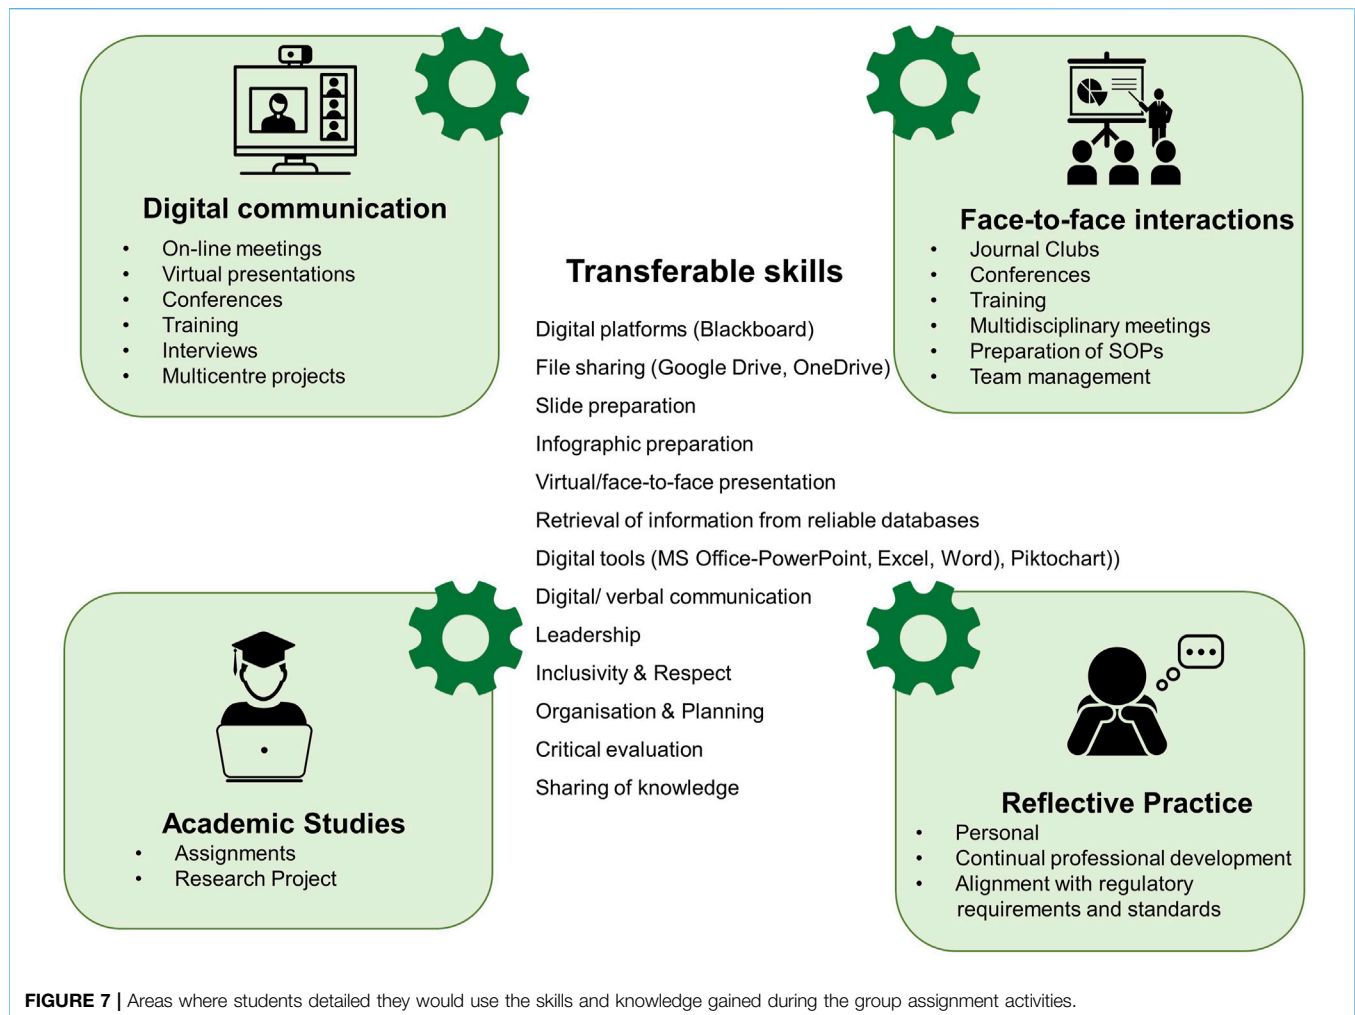 Digital communication
• On-line meetings
• Virtual presentations
• Conferences
• Training
• Interviews
• Multicentre projects
Face-to-face interactions
• Journal Clubs
• Conferences
• Training
• Multidisciplinary meetings
• Preparation of SOPs
• Team management
Transferable skills
Digital platforms (Blackboard)
File sharing (Google Drive, OneDrive)
Slide preparation
Infographic preparation
Virtual/face-to-face presentation
Retrieval of information from reliable databases
Digital tools (MS Office-PowerPoint, Excel, Word), Piktochart))
Digital/ verbal communication
Leadership
Inclusivity & Respect
Organisation & Planning
Critical evaluation
Sharing of knowledge
Academic Studies
• Assignments
• Research Project
Reflective Practice
• Personal
• Continual professional development
• Alignment with regulatory
requirements and standards
FIGURE 7 | Areas where students detailed they would use the skills and knowledge gained during the group assignment activities.